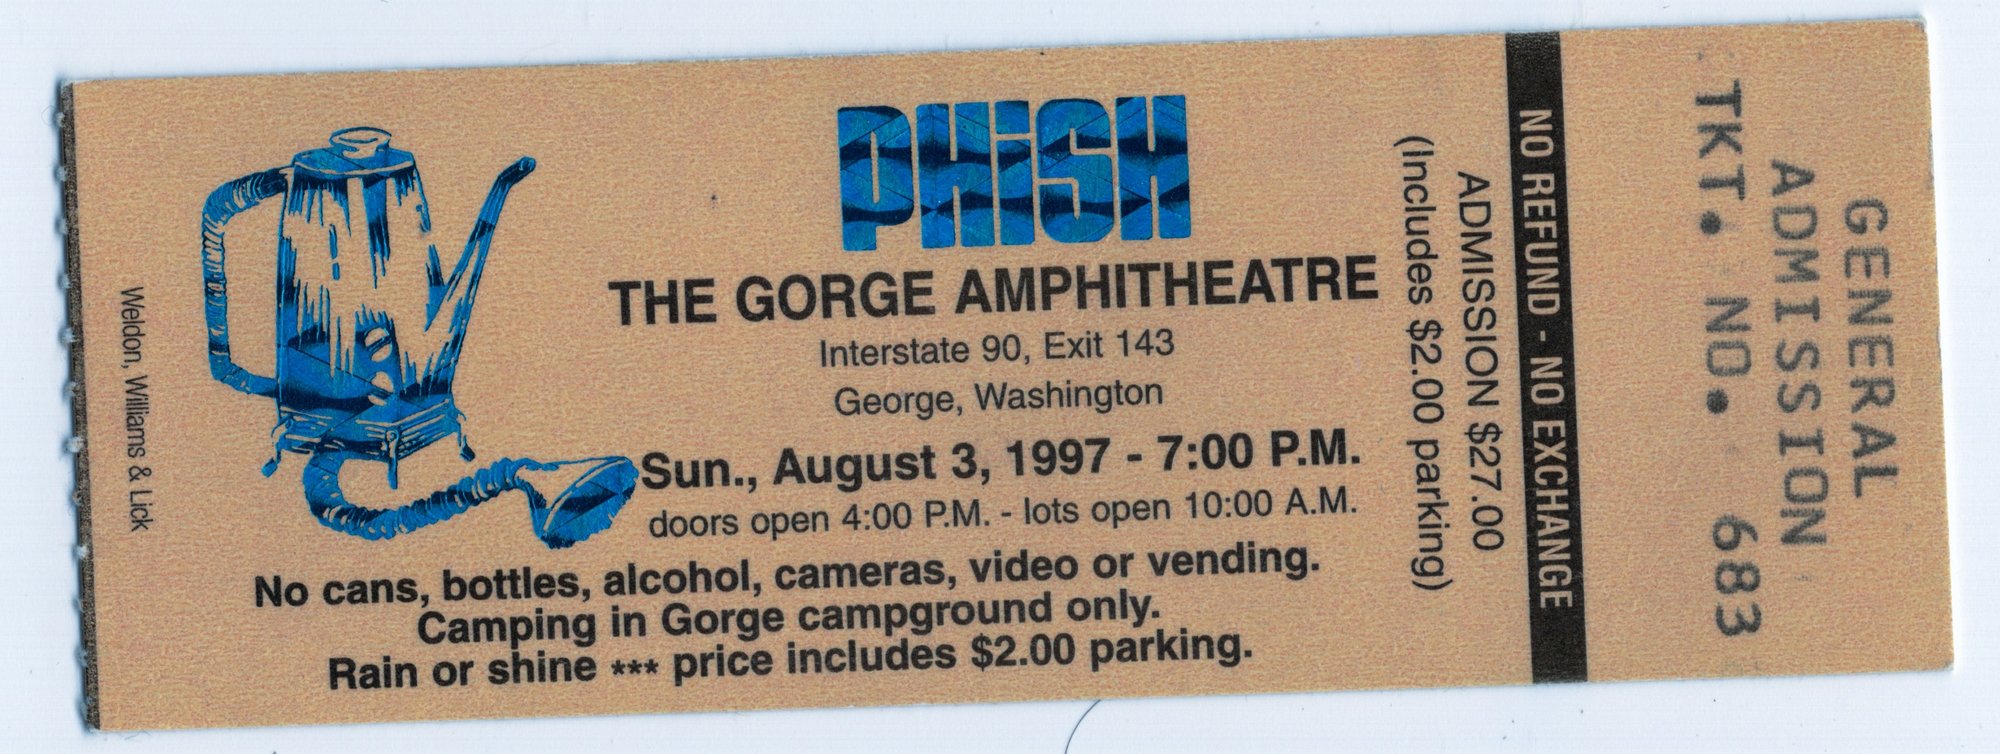 PHiSH
THE GORGE AMPHITHEATRE
Interstate 90, Exit 143
George, Washington
Sun., August 3, 1997 - 7:00 P.M.
doors open 4:00 P.M. - lots open 10:00 A.M.
No cans, bottles, alcohol, cameras, video or vending.
Camping in Gorge campground only.
Rain or shine *** price includes $2.00 parking.
Weldon, Williams & Lick
ADMISSION $27.00
(Includes $2.00 parking)
NO REFUND - NO EXCHANGE
GENERAL
ADMISSION
TKT. NO. 683